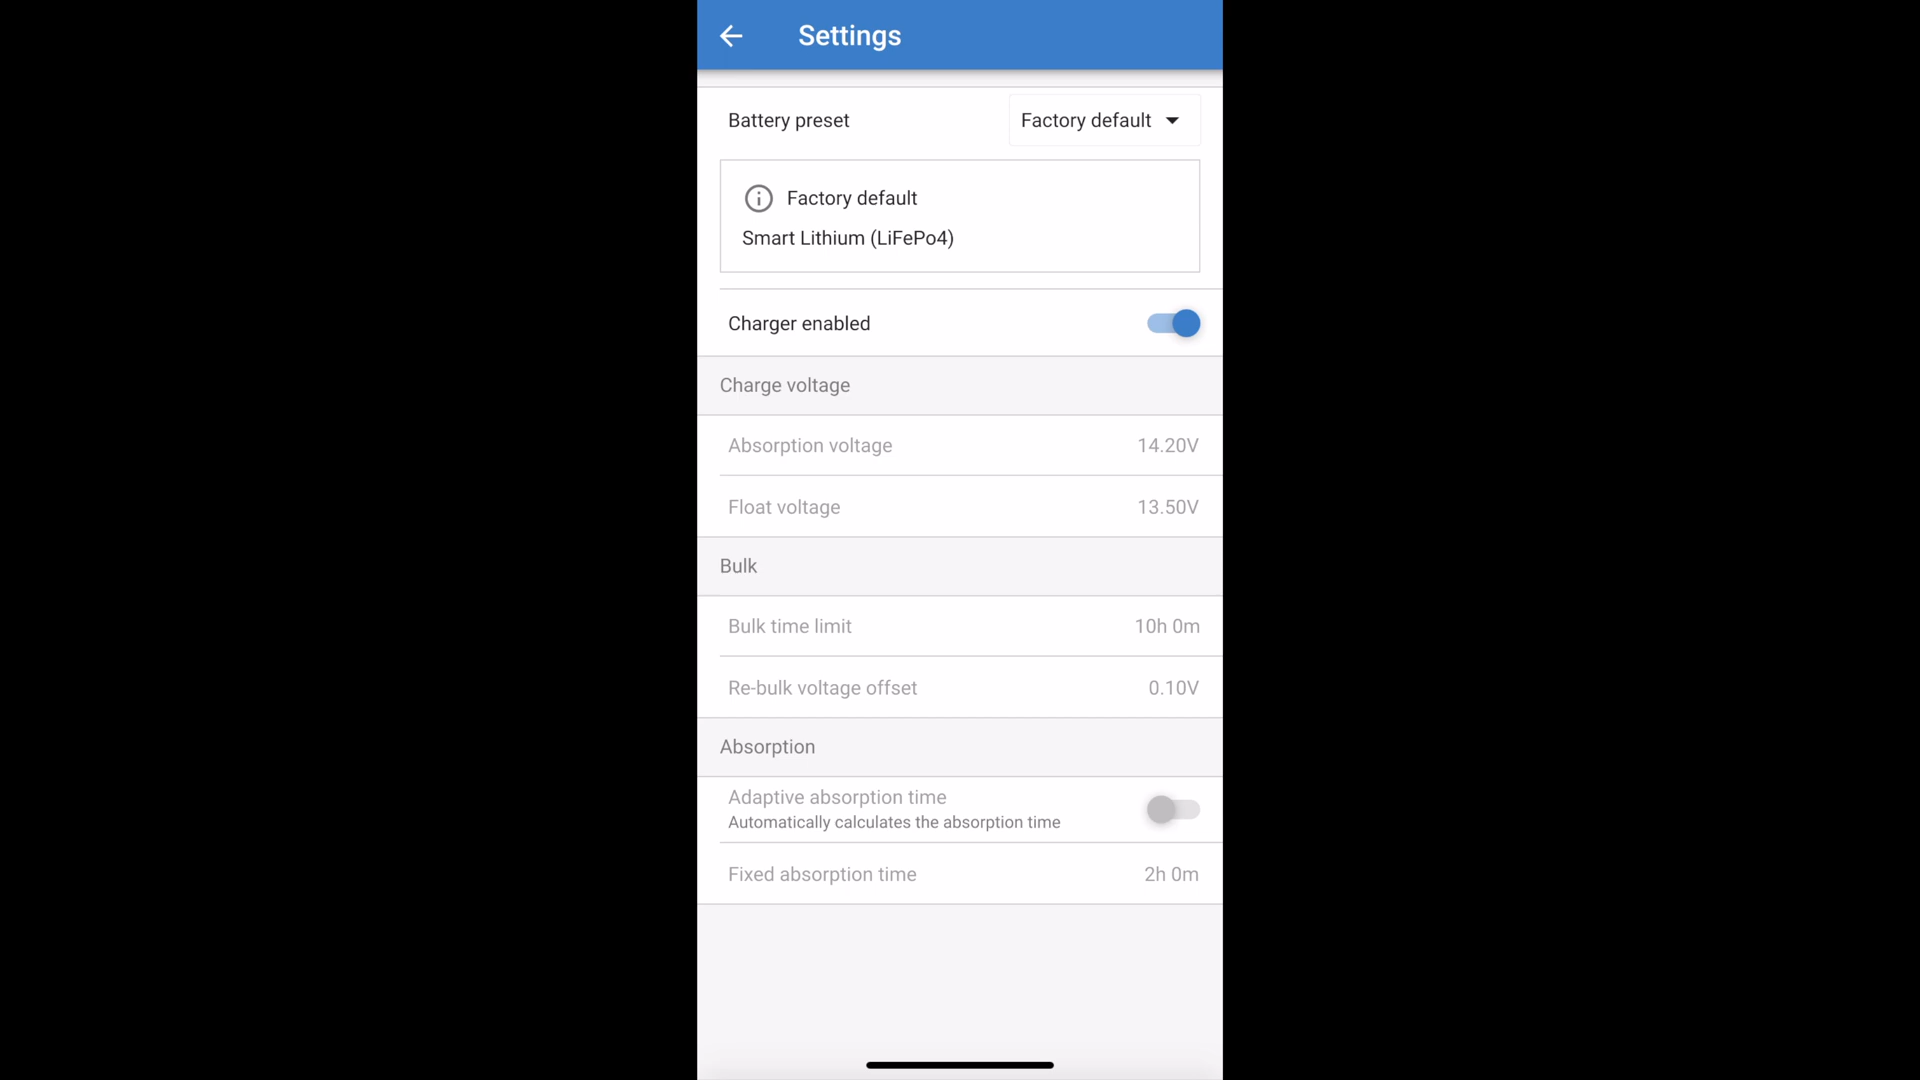 Settings
Battery preset Factory default
Factory default
Smart Lithium (LiFePo4)
Charger enabled
Charge voltage
Absorption voltage 14.20V
Float voltage 13.50V
Bulk
Bulk time limit 10h 0m
Re-bulk voltage offset 0.10V
Absorption
Adaptive absorption time
Automatically calculates the absorption time
Fixed absorption time 2h 0m